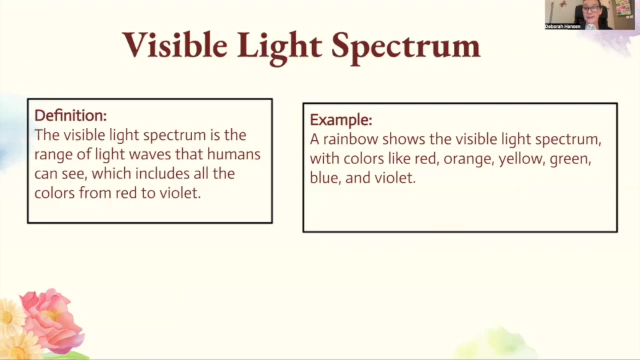 Visible Light Spectrum
Definition:
The visible light spectrum is the
range of light waves that humans
can see, which includes all the
colors from red to violet.
Example:
A rainbow shows the visible light spectrum,
with colors like red, orange, yellow, green,
blue, and violet.
Deborah Hansen